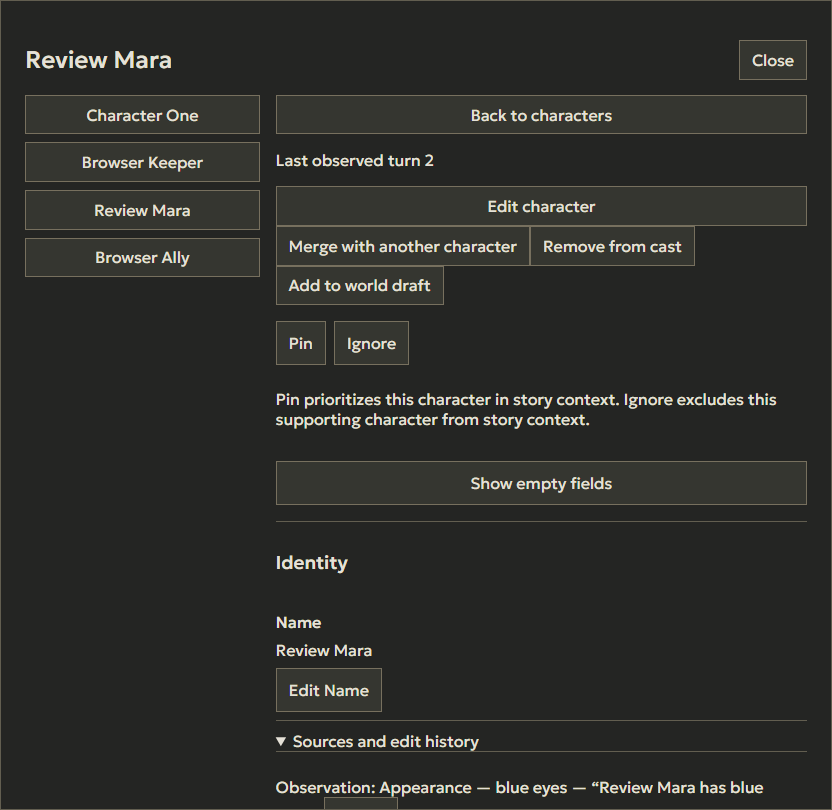 Review Mara
Close
Character One
Browser Keeper
Review Mara
Browser Ally
Back to characters
Last observed turn 2
Edit character
Merge with another character
Remove from cast
Add to world draft
Pin
Ignore
Pin prioritizes this character in story context. Ignore excludes this
supporting character from story context.
Show empty fields
Identity
Name
Review Mara
Edit Name
▼ Sources and edit history
Observation: Appearance — blue eyes — “Review Mara has blue